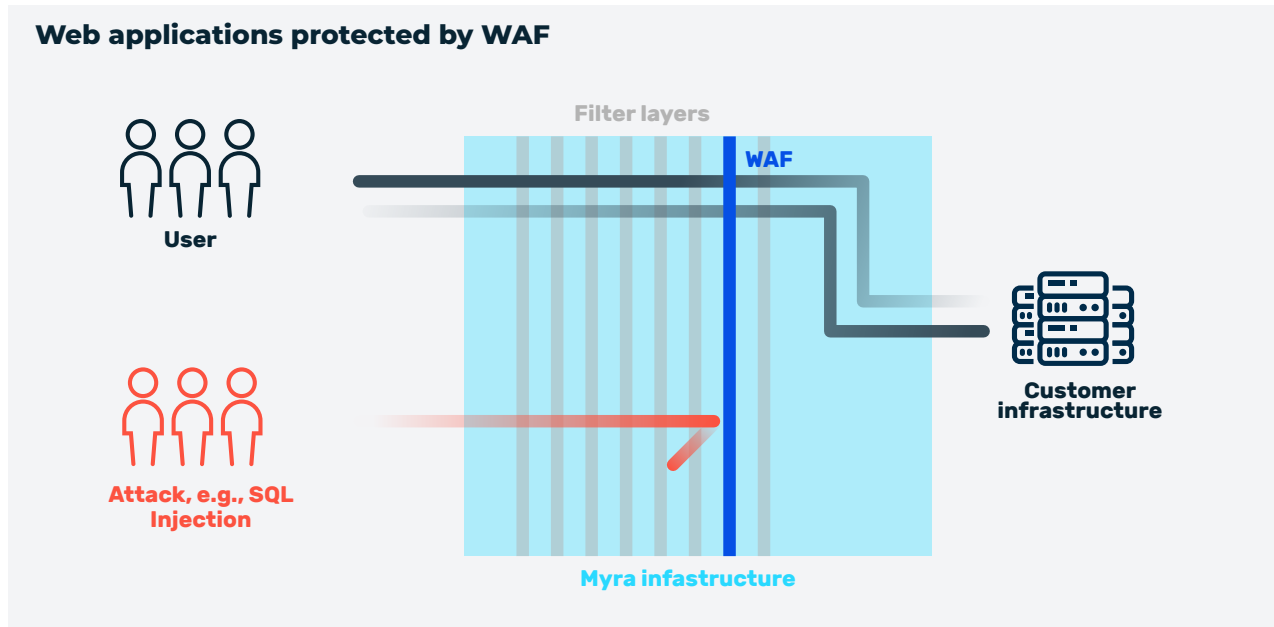 Web applications protected by WAF
Filter layers
WAF
User
Customer
infrastructure
Attack, e.g., SQL
Injection
Myra infastructure